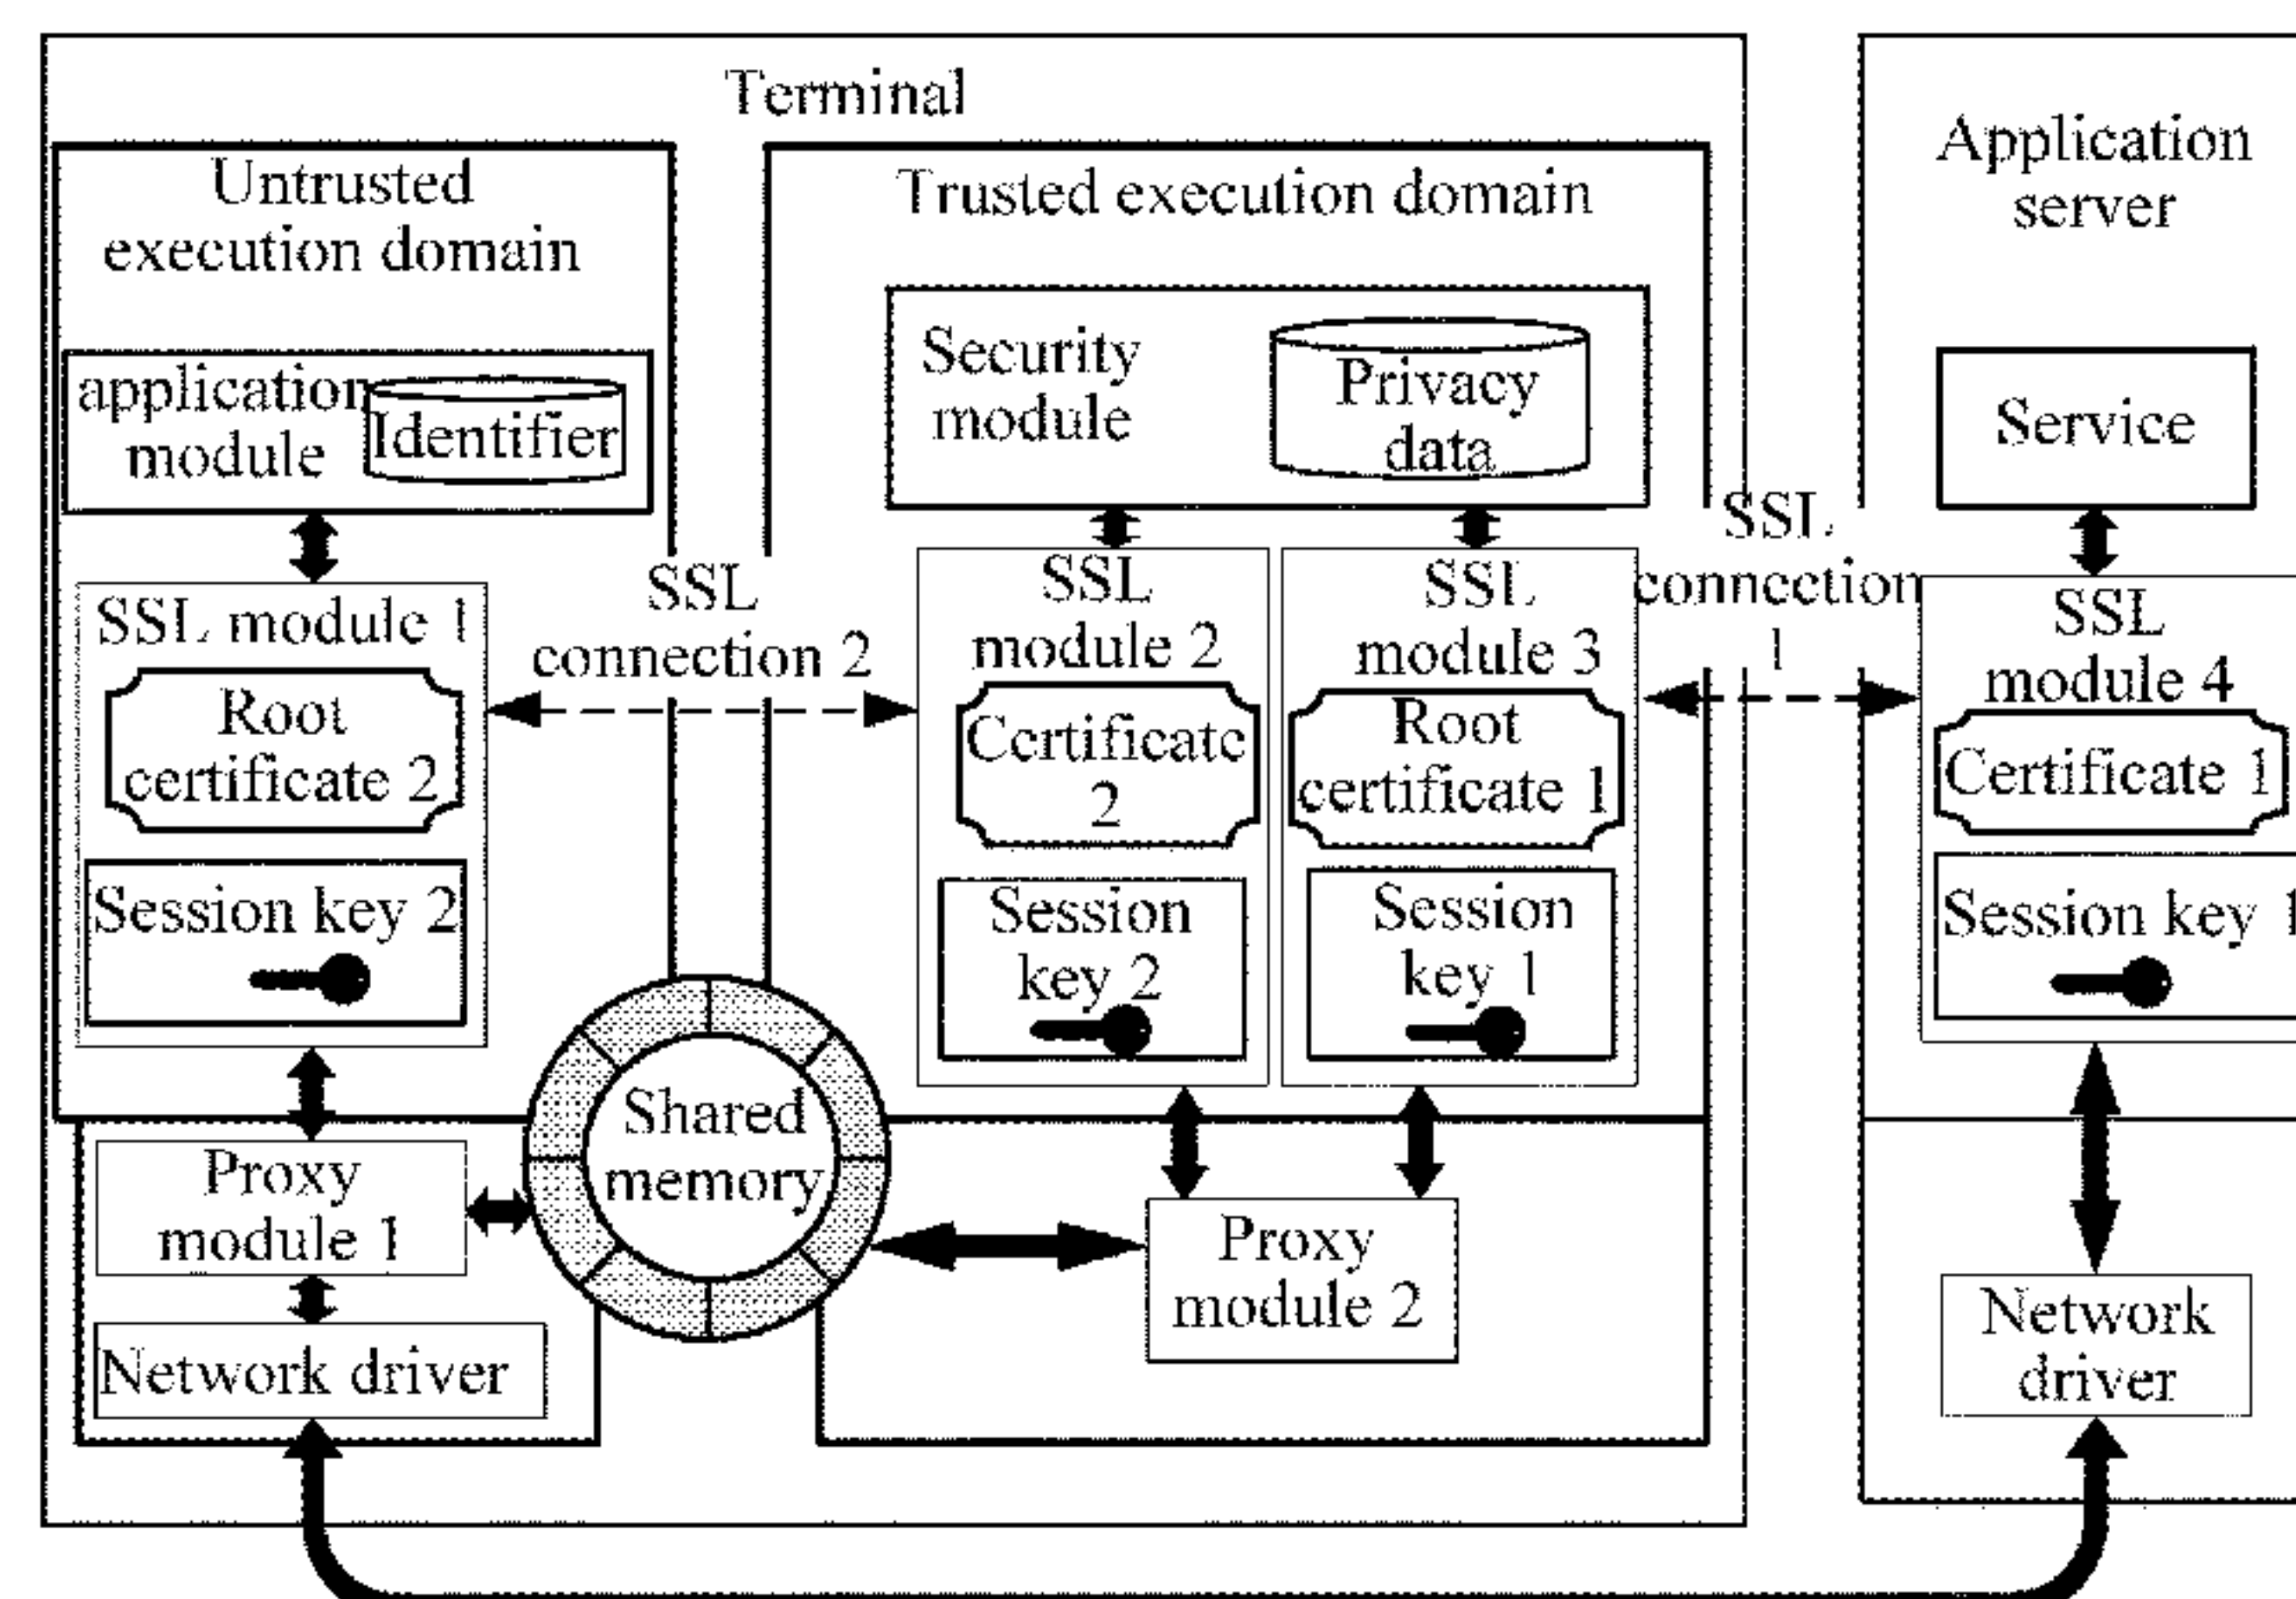 Terminal
Untrusted
execution domain
application
module
Identifier
SSL module 1
Root
certificate 2
Session key 2
Proxy
module 1
Network driver
SSL
connection 2
Shared
memory
Trusted execution domain
Security
module
Privacy
data
SSL
module 2
Certificate
2
Session
key 2
SSL
module 3
Root
certificate 1
Session
key 1
Proxy
module 2
SSL
connection
1
Application
server
Service
SSL
module 4
Certificate 1
Session key 1
Network
driver